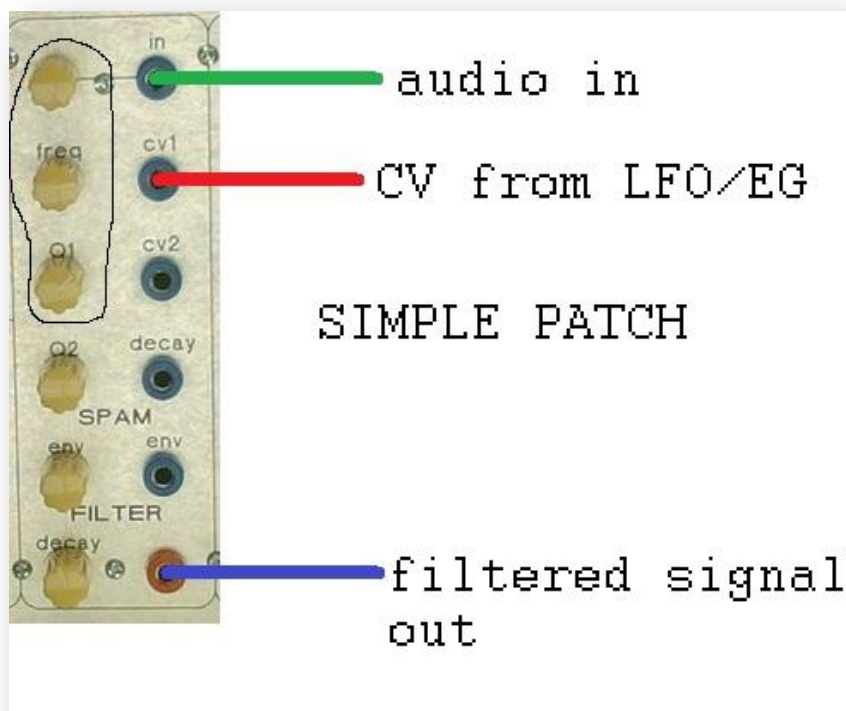 in
audio in
freq
cv1
CV from LFO/EG
Q1
cv2
SIMPLE PATCH
Q2
decay
SPAM
env
env
FILTER
decay
filtered signal
out